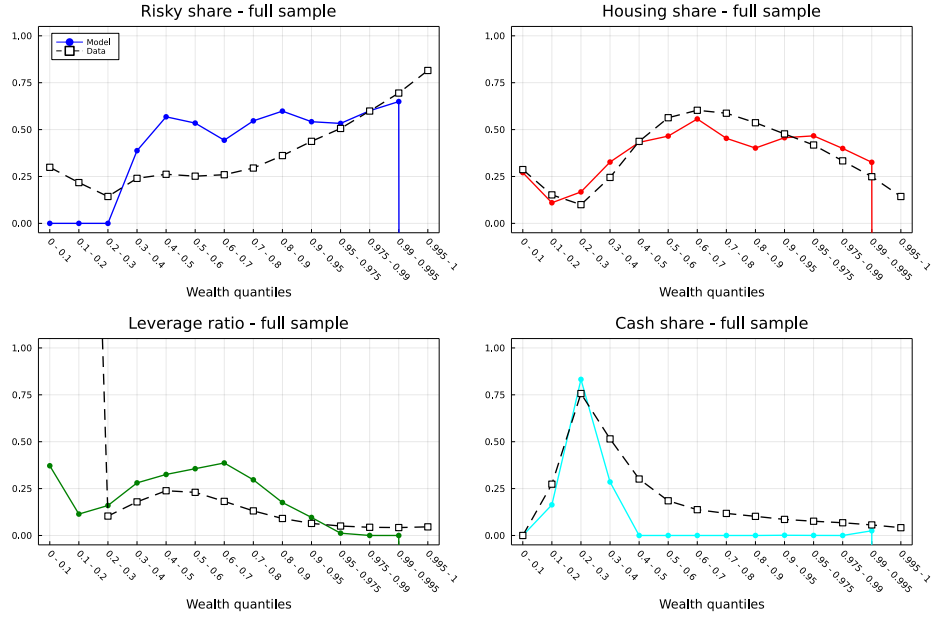 Risky share - full sample
1.00
0.75
0.50
0.25
0.00
Model
Data
0 - 0.1
0.1 - 0.2
0.2 - 0.3
0.3 - 0.4
0.4 - 0.5
0.5 - 0.6
0.6 - 0.7
0.7 - 0.8
0.8 - 0.9
0.9 - 0.95
0.95 - 0.975
0.975 - 0.99
0.99 - 0.995
0.995 - 1
Wealth quantiles
Housing share - full sample
1.00
0.75
0.50
0.25
0.00
0 - 0.1
0.1 - 0.2
0.2 - 0.3
0.3 - 0.4
0.4 - 0.5
0.5 - 0.6
0.6 - 0.7
0.7 - 0.8
0.8 - 0.9
0.9 - 0.95
0.95 - 0.975
0.975 - 0.99
0.99 - 0.995
0.995 - 1
Wealth quantiles
Leverage ratio - full sample
1.00
0.75
0.50
0.25
0.00
0 - 0.1
0.1 - 0.2
0.2 - 0.3
0.3 - 0.4
0.4 - 0.5
0.5 - 0.6
0.6 - 0.7
0.7 - 0.8
0.8 - 0.9
0.9 - 0.95
0.95 - 0.975
0.975 - 0.99
0.99 - 0.995
0.995 - 1
Wealth quantiles
Cash share - full sample
1.00
0.75
0.50
0.25
0.00
0 - 0.1
0.1 - 0.2
0.2 - 0.3
0.3 - 0.4
0.4 - 0.5
0.5 - 0.6
0.6 - 0.7
0.7 - 0.8
0.8 - 0.9
0.9 - 0.95
0.95 - 0.975
0.975 - 0.99
0.99 - 0.995
0.995 - 1
Wealth quantiles